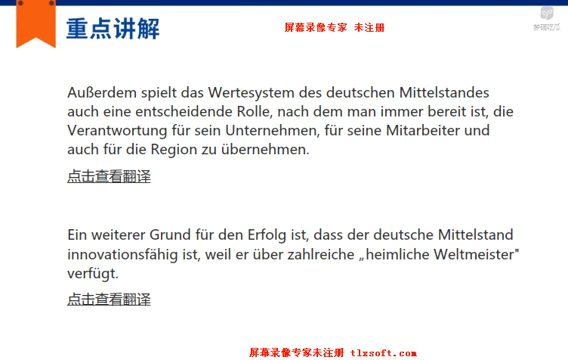 重点讲解
屏幕录像专家 未注册
Außerdem spielt das Wertesystem des deutschen Mittelstandes
auch eine entscheidende Rolle, nach dem man immer bereit ist, die
Verantwortung für sein Unternehmen, für seine Mitarbeiter und
auch für die Region zu übernehmen.
点击查看翻译
Ein weiterer Grund für den Erfolg ist, dass der deutsche Mittelstand
innovationsfähig ist, weil er über zahlreiche „heimliche Weltmeister"
verfügt.
点击查看翻译
屏幕录像专家未注册 tlxsoft.com